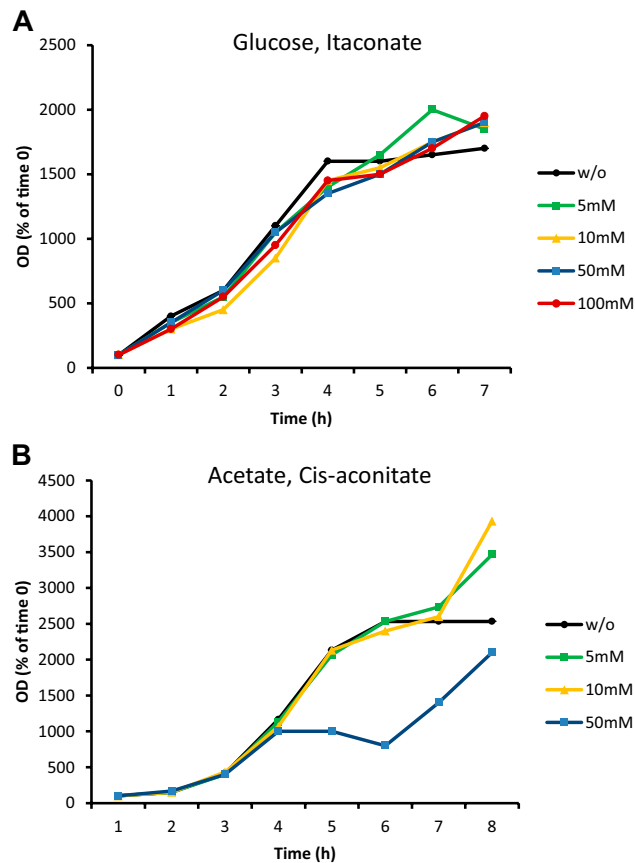 A
Glucose, Itaconate
OD (% of time 0)
2500
2000
1500
1000
500
0
0 1 2 3 4 5 6 7
Time (h)
w/o
5mM
10mM
50mM
100mM
B
Acetate, Cis-aconitate
OD (% of time 0)
4500
4000
3500
3000
2500
2000
1500
1000
500
0
1 2 3 4 5 6 7 8
Time (h)
w/o
5mM
10mM
50mM